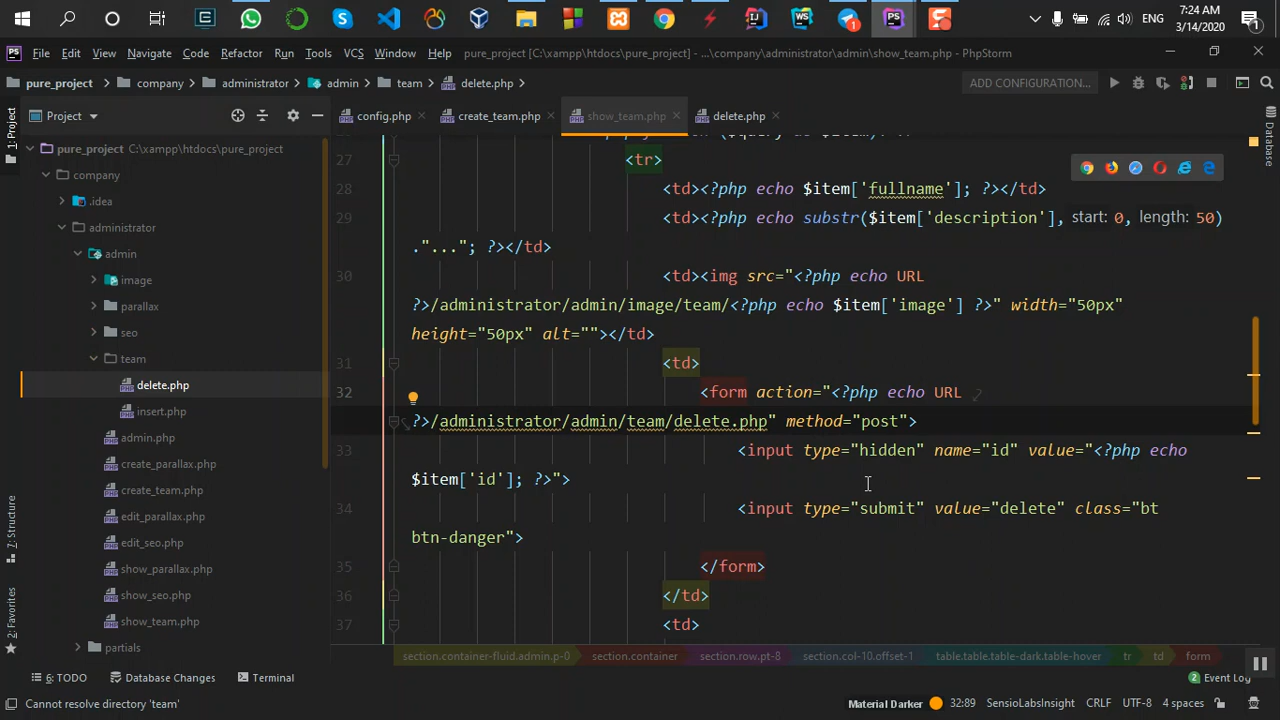 ENG
7:24 AM
3/14/2020
1
File Edit View Navigate Code Refactor Run Tools VCS Window Help pure_project [C:\xampp\htdocs\pure_project] - ...\company\administrator\admin\show_team.php - PhpStorm
pure_project company administrator admin team delete.php ADD CONFIGURATION...
Project
config.php
create_team.php
show_team.php
delete.php
1: Project
7: Structure
2: Favorites
Database
pure_project C:\xampp\htdocs\pure_project
company
.idea
administrator
admin
image
parallax
seo
team
delete.php
insert.php
admin.php
create_parallax.php
create_team.php
edit_parallax.php
edit_seo.php
show_parallax.php
show_seo.php
show_team.php
partials
27 <tr>
28 <td><?php echo $item['fullname']; ?></td>
29 <td><?php echo substr($item['description'], start: 0, length: 50)
."..."; ?></td>
30 <td><img src="<?php echo URL
?>/administrator/admin/image/team/<?php echo $item['image'] ?>" width="50px"
height="50px" alt=""></td>
31 <td>
32 <form action="<?php echo URL
?>/administrator/admin/team/delete.php" method="post">
33 <input type="hidden" name="id" value="<?php echo
$item['id']; ?>">
34 <input type="submit" value="delete" class="bt
btn-danger">
35 </form>
36 </td>
37 <td>
section.container-fluid.admin.p-0 section.container section.row.pt-8 section.col-10.offset-1 table.table.table-dark.table-hover tr td form
6: TODO Database Changes Terminal 2 Event Log
Cannot resolve directory 'team' Material Darker 32:89 SensioLabsInsight CRLF UTF-8 4 spaces